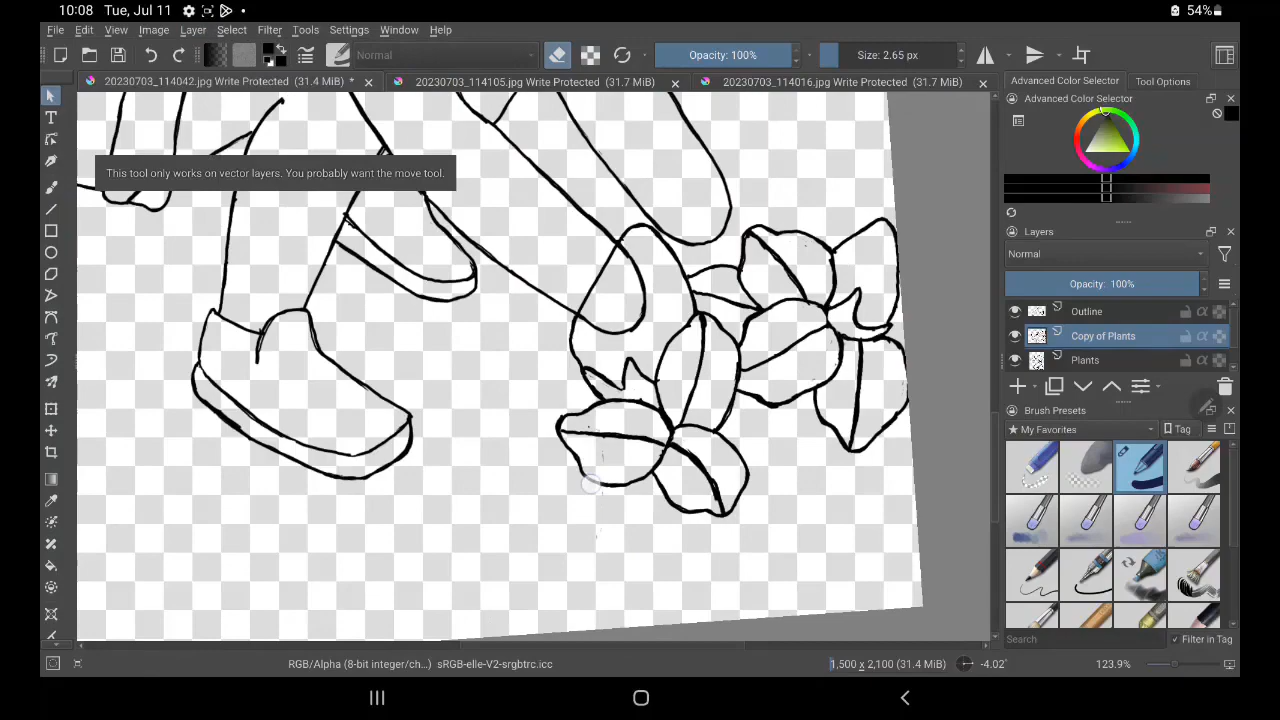 10:08 Tue, Jul 11 54%
File Edit View Image Layer Select Filter Tools Settings Window Help
Normal Opacity: 100% Size: 2.65 px
20230703_114042.jpg Write Protected (31.4 MiB) * 20230703_114105.jpg Write Protected (31.7 MiB) 20230703_114016.jpg Write Protected (31.7 MiB)
Advanced Color Selector Tool Options
Advanced Color Selector
This tool only works on vector layers. You probably want the move tool.
Layers
Normal
Opacity: 100%
Outline
Copy of Plants
Plants
Brush Presets
My Favorites Tag
Search Filter in Tag
RGB/Alpha (8-bit integer/ch...) sRGB-elle-V2-srgbtrc.icc 1,500 x 2,100 (31.4 MiB) -4.02° 123.9%